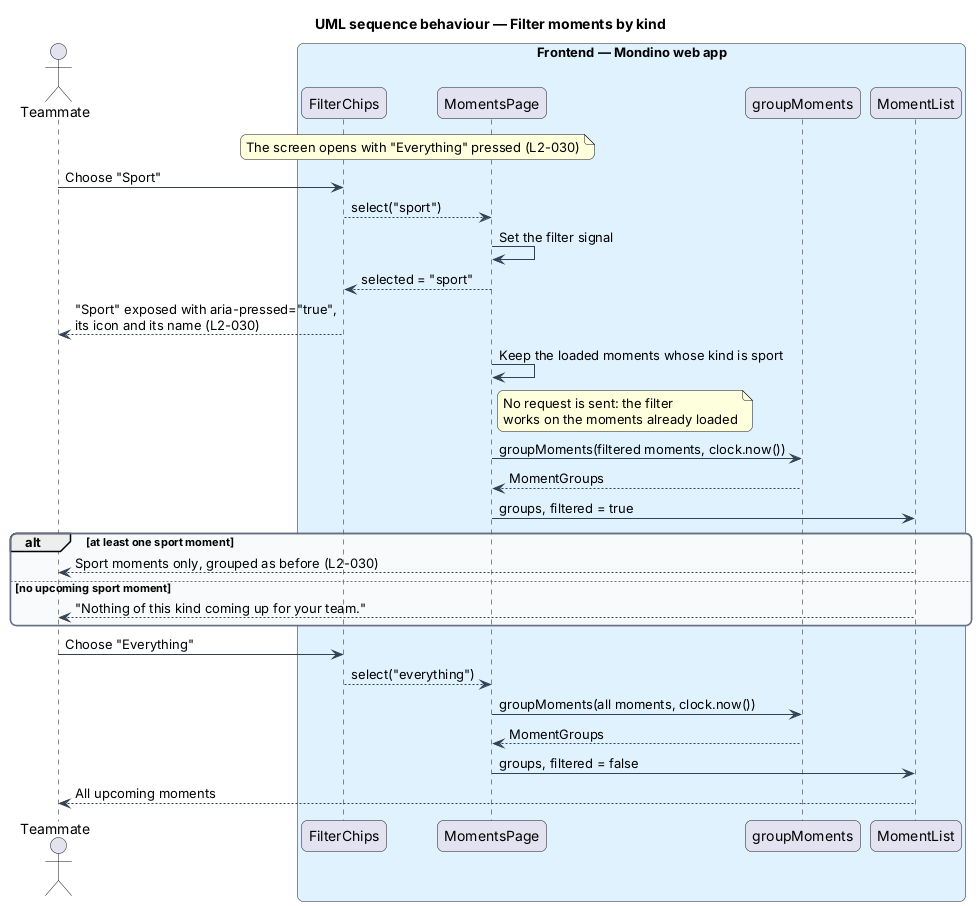 UML sequence behaviour — Filter moments by kind
Frontend — Mondino web app
Teammate
FilterChips
MomentsPage
groupMoments
MomentList
The screen opens with "Everything" pressed (L2-030)
Choose "Sport"
select("sport")
Set the filter signal
selected = "sport"
"Sport" exposed with aria-pressed="true",
its icon and its name (L2-030)
Keep the loaded moments whose kind is sport
No request is sent: the filter
works on the moments already loaded
groupMoments(filtered moments, clock.now())
MomentGroups
groups, filtered = true
alt
[at least one sport moment]
Sport moments only, grouped as before (L2-030)
[no upcoming sport moment]
"Nothing of this kind coming up for your team."
Choose "Everything"
select("everything")
groupMoments(all moments, clock.now())
MomentGroups
groups, filtered = false
All upcoming moments
Teammate
FilterChips
MomentsPage
groupMoments
MomentList